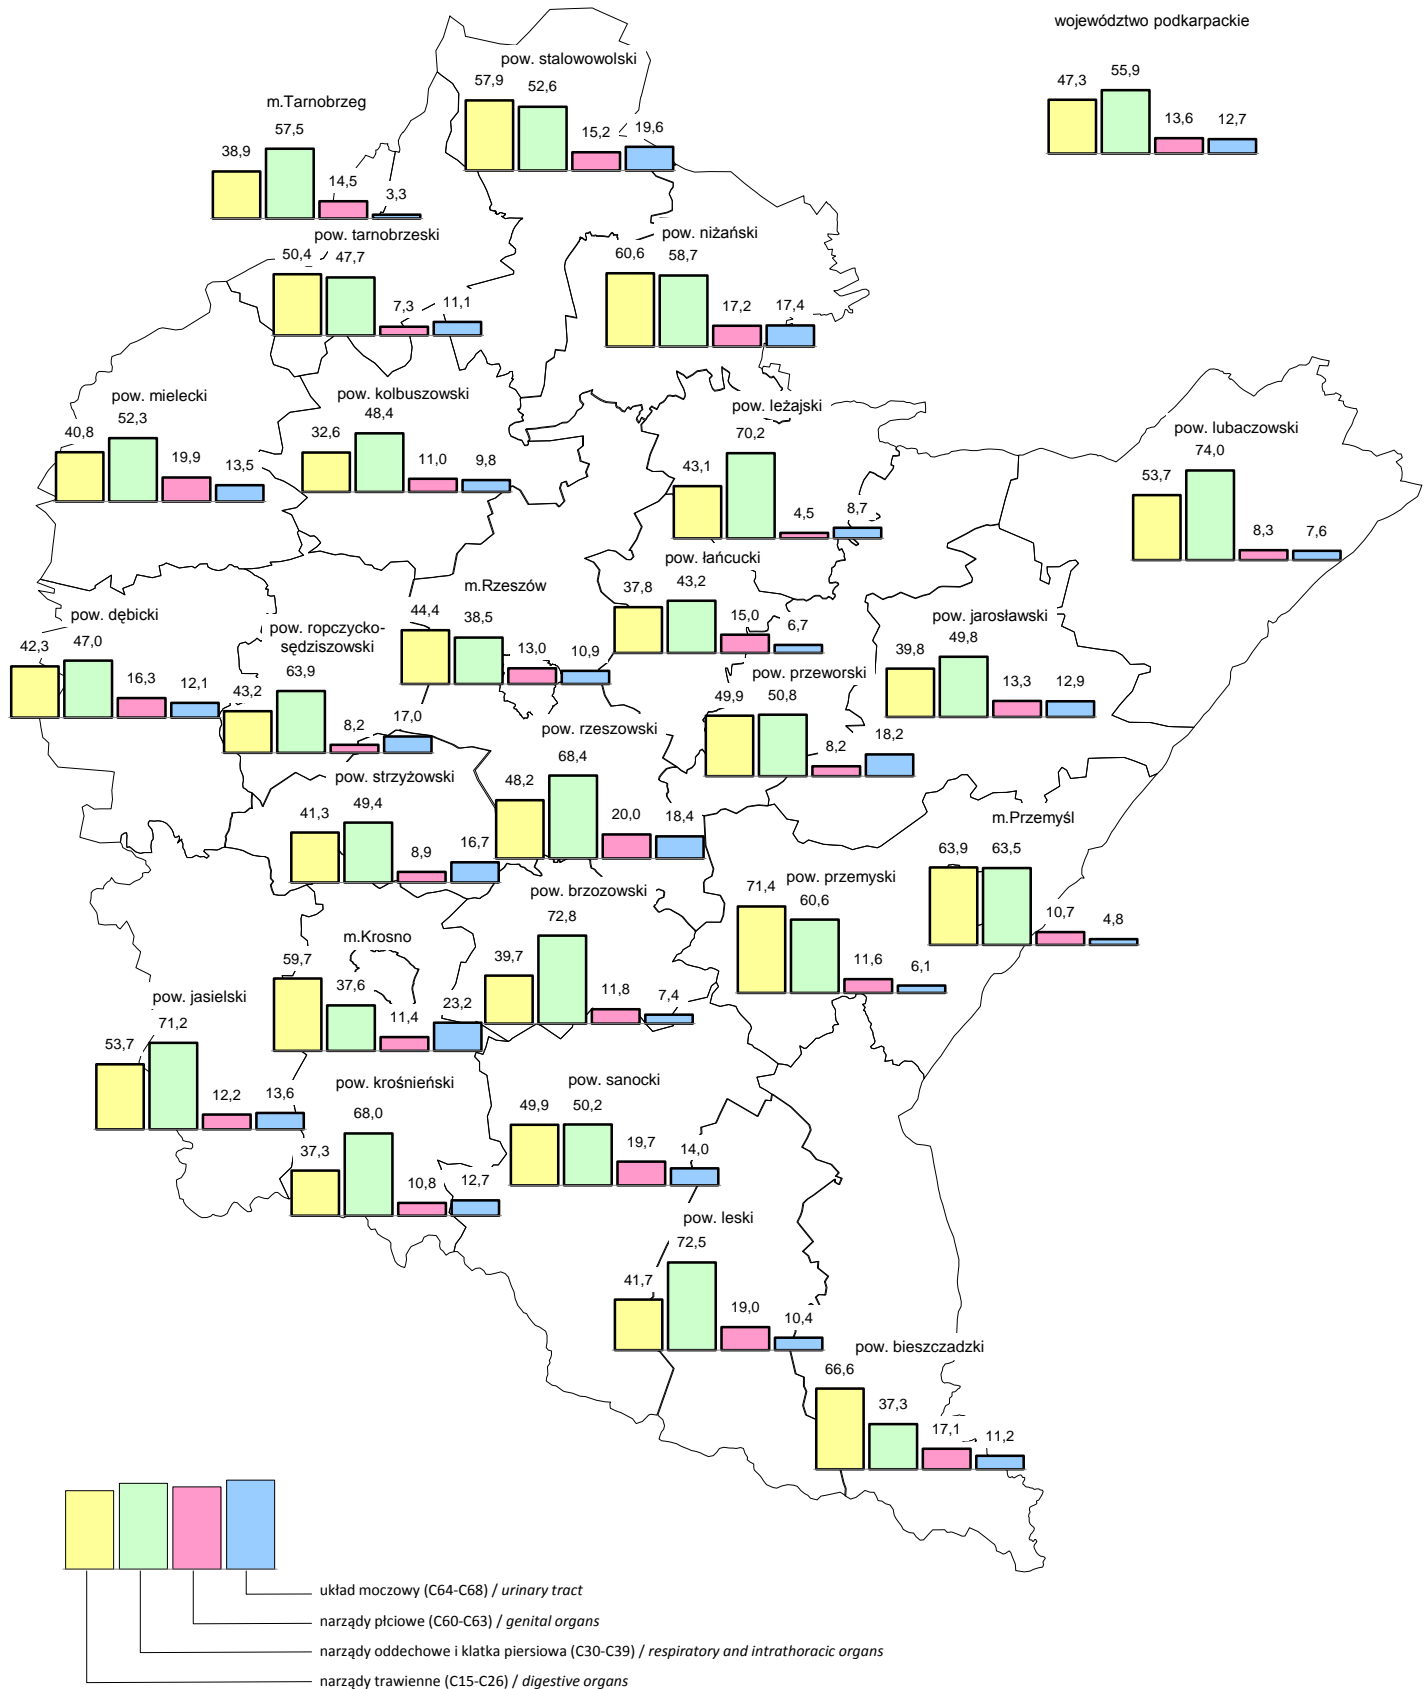 województwo podkarpackie
47,3 55,9 13,6 12,7
pow. stalowowolski
57,9 52,6 15,2 19,6
m.Tarnobrzeg
38,9 57,5 14,5 3,3
pow. tarnobrzeski
50,4 47,7 7,3 11,1
pow. niżański
60,6 58,7 17,2 17,4
pow. mielecki
40,8 52,3 19,9 13,5
pow. kolbuszowski
32,6 48,4 11,0 9,8
pow. leżajski
43,1 70,2 4,5 8,7
pow. lubaczowski
53,7 74,0 8,3 7,6
pow. łańcucki
37,8 43,2 15,0 6,7
m.Rzeszów
44,4 38,5 13,0 10,9
pow. dębicki
42,3 47,0 16,3 12,1
pow. ropczycko-
sędziszowski
43,2 63,9 8,2 17,0
pow. jarosławski
39,8 49,8 13,3 12,9
pow. przeworski
49,9 50,8 8,2 18,2
pow. rzeszowski
48,2 68,4 20,0 18,4
pow. strzyżowski
41,3 49,4 8,9 16,7
m.Przemyśl
63,9 63,5 10,7 4,8
pow. przemyski
71,4 60,6 11,6 6,1
pow. brzozowski
39,7 72,8 11,8 7,4
m.Krosno
59,7 37,6 11,4 23,2
pow. jasielski
53,7 71,2 12,2 13,6
pow. krośnieński
37,3 68,0 10,8 12,7
pow. sanocki
49,9 50,2 19,7 14,0
pow. leski
41,7 72,5 19,0 10,4
pow. bieszczadzki
66,6 37,3 17,1 11,2
układ moczowy (C64-C68) / urinary tract
narządy płciowe (C60-C63) / genital organs
narządy oddechowe i klatka piersiowa (C30-C39) / respiratory and intrathoracic organs
narządy trawienne (C15-C26) / digestive organs